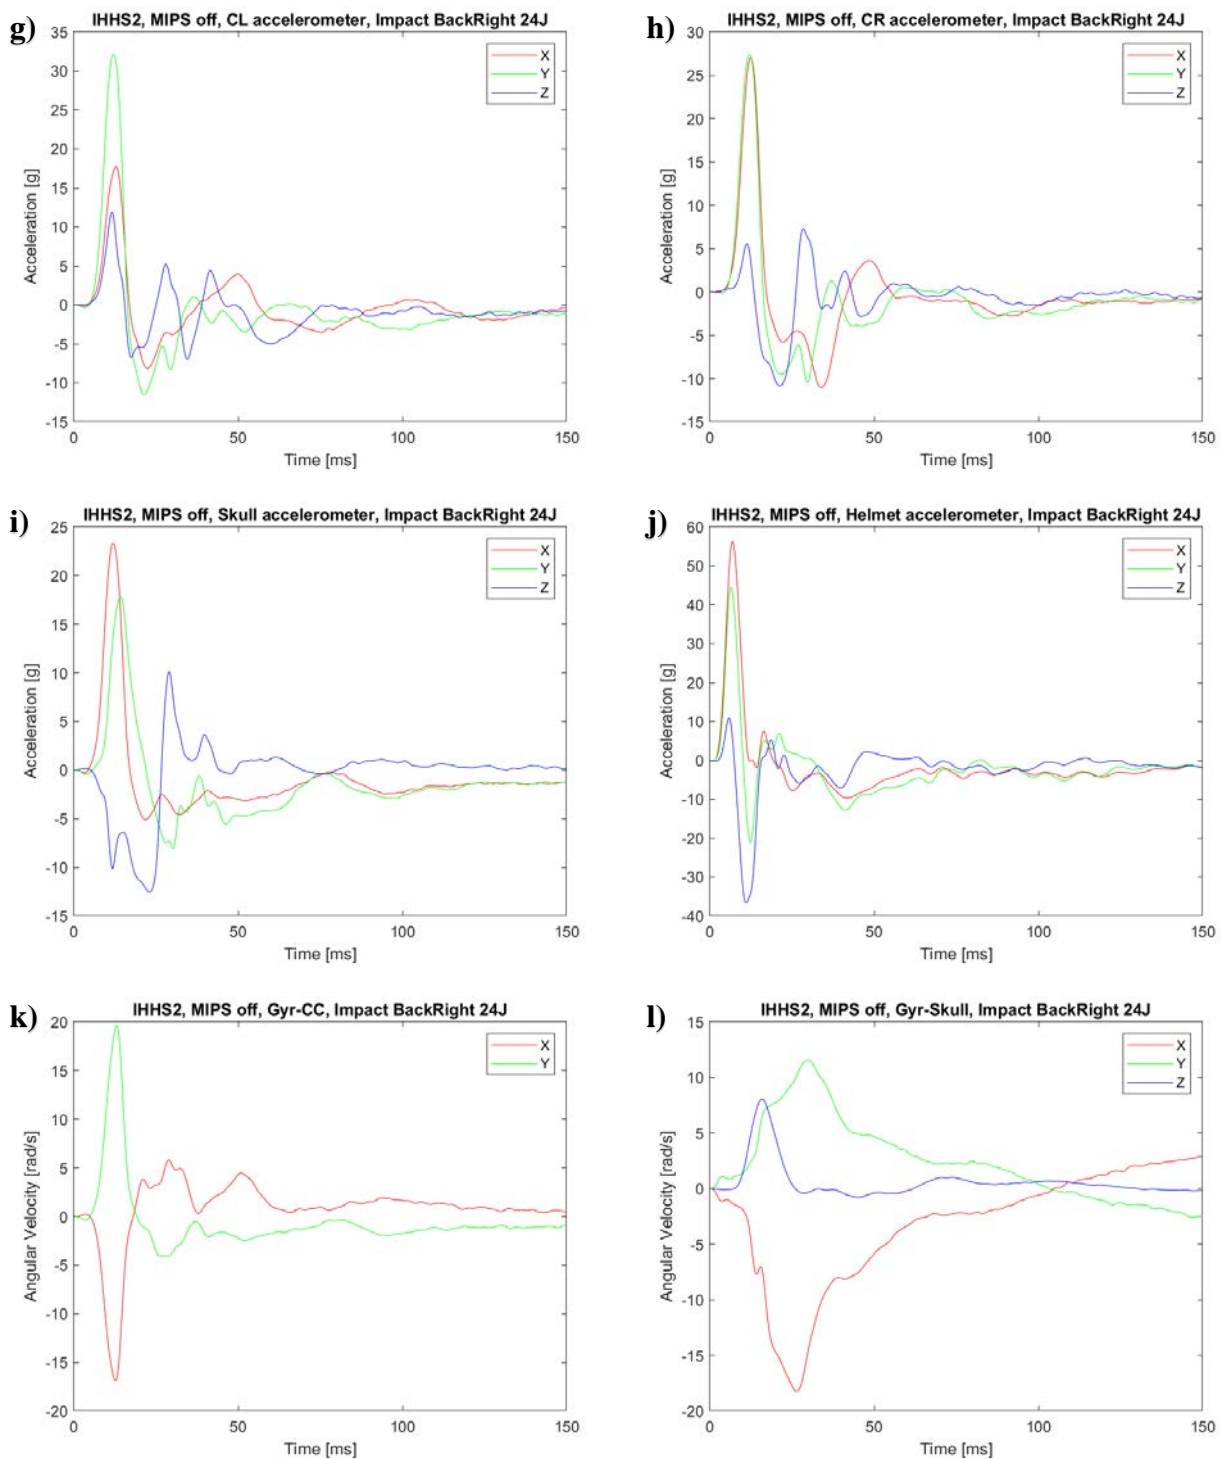 g)
IHHS2, MIPS off, CL accelerometer, Impact BackRight 24J
35
30
25
20
15
10
5
0
-5
-10
-15
Acceleration [g]
X
Y
Z
0 50 100 150
Time [ms]
h)
IHHS2, MIPS off, CR accelerometer, Impact BackRight 24J
30
25
20
15
10
5
0
-5
-10
-15
Acceleration [g]
X
Y
Z
0 50 100 150
Time [ms]
i)
IHHS2, MIPS off, Skull accelerometer, Impact BackRight 24J
25
20
15
10
5
0
-5
-10
-15
Acceleration [g]
X
Y
Z
0 50 100 150
Time [ms]
j)
IHHS2, MIPS off, Helmet accelerometer, Impact BackRight 24J
60
50
40
30
20
10
0
-10
-20
-30
-40
Acceleration [g]
X
Y
Z
0 50 100 150
Time [ms]
k)
IHHS2, MIPS off, Gyr-CC, Impact BackRight 24J
20
15
10
5
0
-5
-10
-15
-20
Angular Velocity [rad/s]
X
Y
0 50 100 150
Time [ms]
l)
IHHS2, MIPS off, Gyr-Skull, Impact BackRight 24J
15
10
5
0
-5
-10
-15
-20
Angular Velocity [rad/s]
X
Y
Z
0 50 100 150
Time [ms]